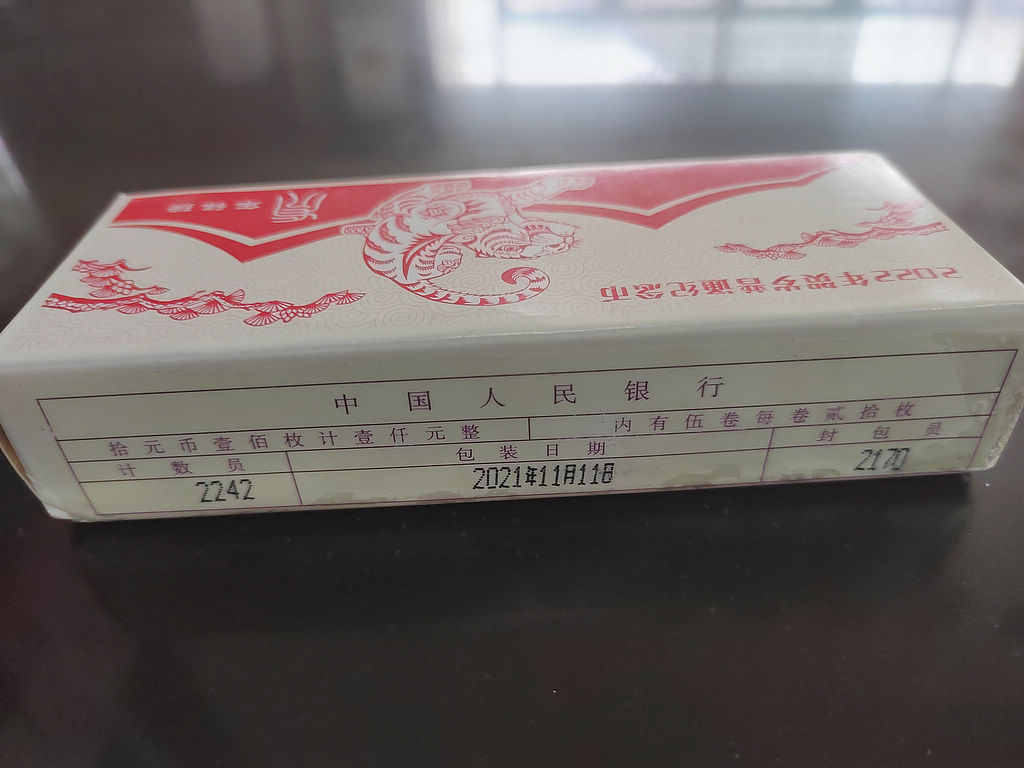 虎年祥瑞
2022年贺岁普通纪念币
中国人民银行
拾元币壹佰枚计壹仟元整 内有伍卷每卷贰拾枚
计数员 包装日期 封包员
2242 2021年11月11日 2170